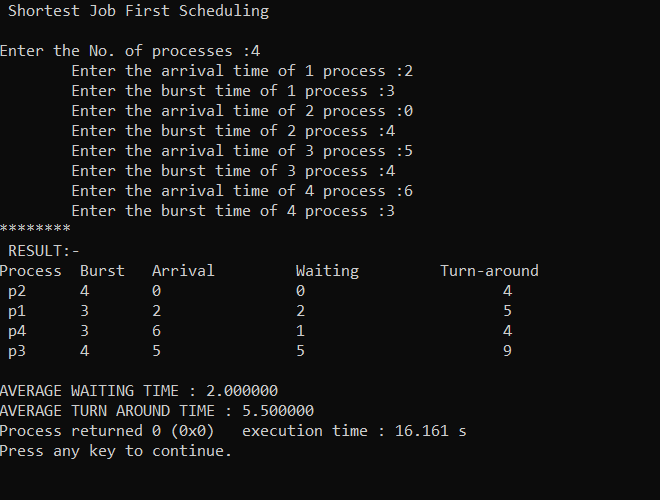 Shortest Job First Scheduling
Enter the No. of processes :4
Enter the arrival time of 1 process :2
Enter the burst time of 1 process :3
Enter the arrival time of 2 process :0
Enter the burst time of 2 process :4
Enter the arrival time of 3 process :5
Enter the burst time of 3 process :4
Enter the arrival time of 4 process :6
Enter the burst time of 4 process :3
********
RESULT:-
Process Burst Arrival Waiting Turn-around
p2 4 0 0 4
p1 3 2 2 5
p4 3 6 1 4
p3 4 5 5 9
AVERAGE WAITING TIME : 2.000000
AVERAGE TURN AROUND TIME : 5.500000
Process returned 0 (0x0) execution time : 16.161 s
Press any key to continue.